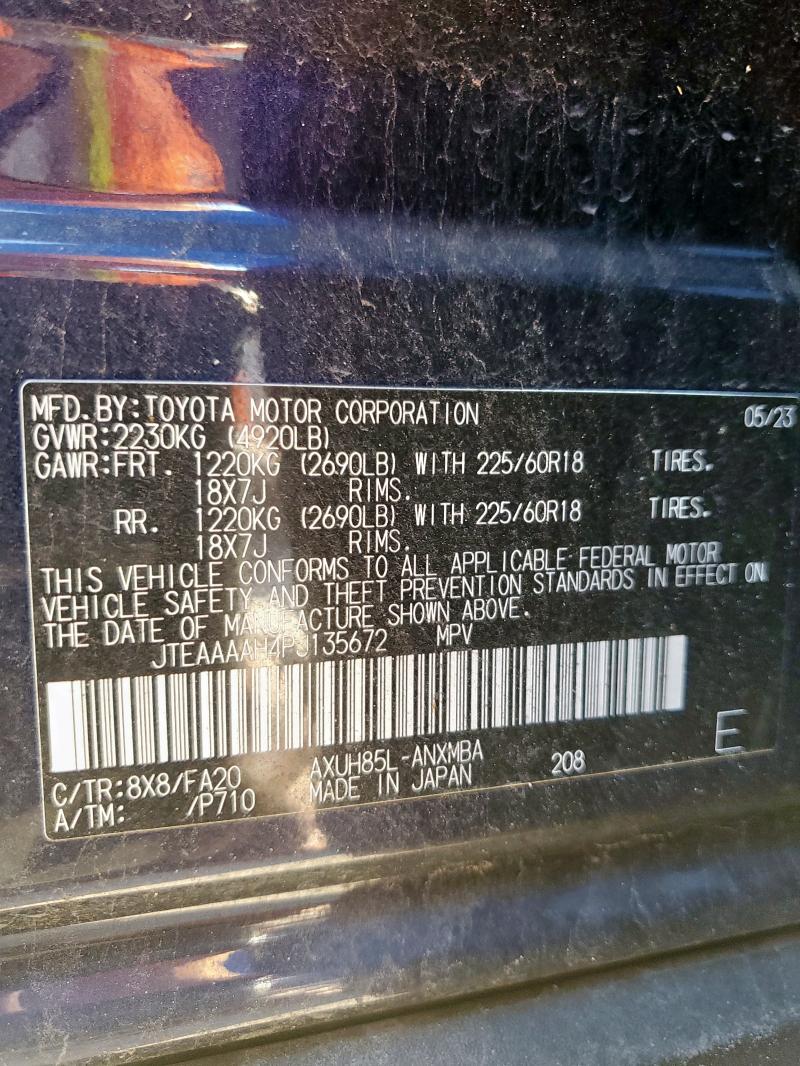 MFD.BY:TOYOTA MOTOR CORPORATION 05/23
GVWR:2230KG (4920LB)
GAWR:FRT. 1220KG (2690LB) WITH 225/60R18 TIRES.
18X7J RIMS.
RR. 1220KG (2690LB) WITH 225/60R18 TIRES.
18X7J RIMS.
THIS VEHICLE CONFORMS TO ALL APPLICABLE FEDERAL MOTOR
VEHICLE SAFETY AND THEFT PREVENTION STANDARDS IN EFFECT ON
THE DATE OF MANUFACTURE SHOWN ABOVE.
JTEAAAAH4PJ135672 MPV
C/TR:8X8/FA20 AXUH85L-ANXMBA 208 E
A/TM: /P710 MADE IN JAPAN